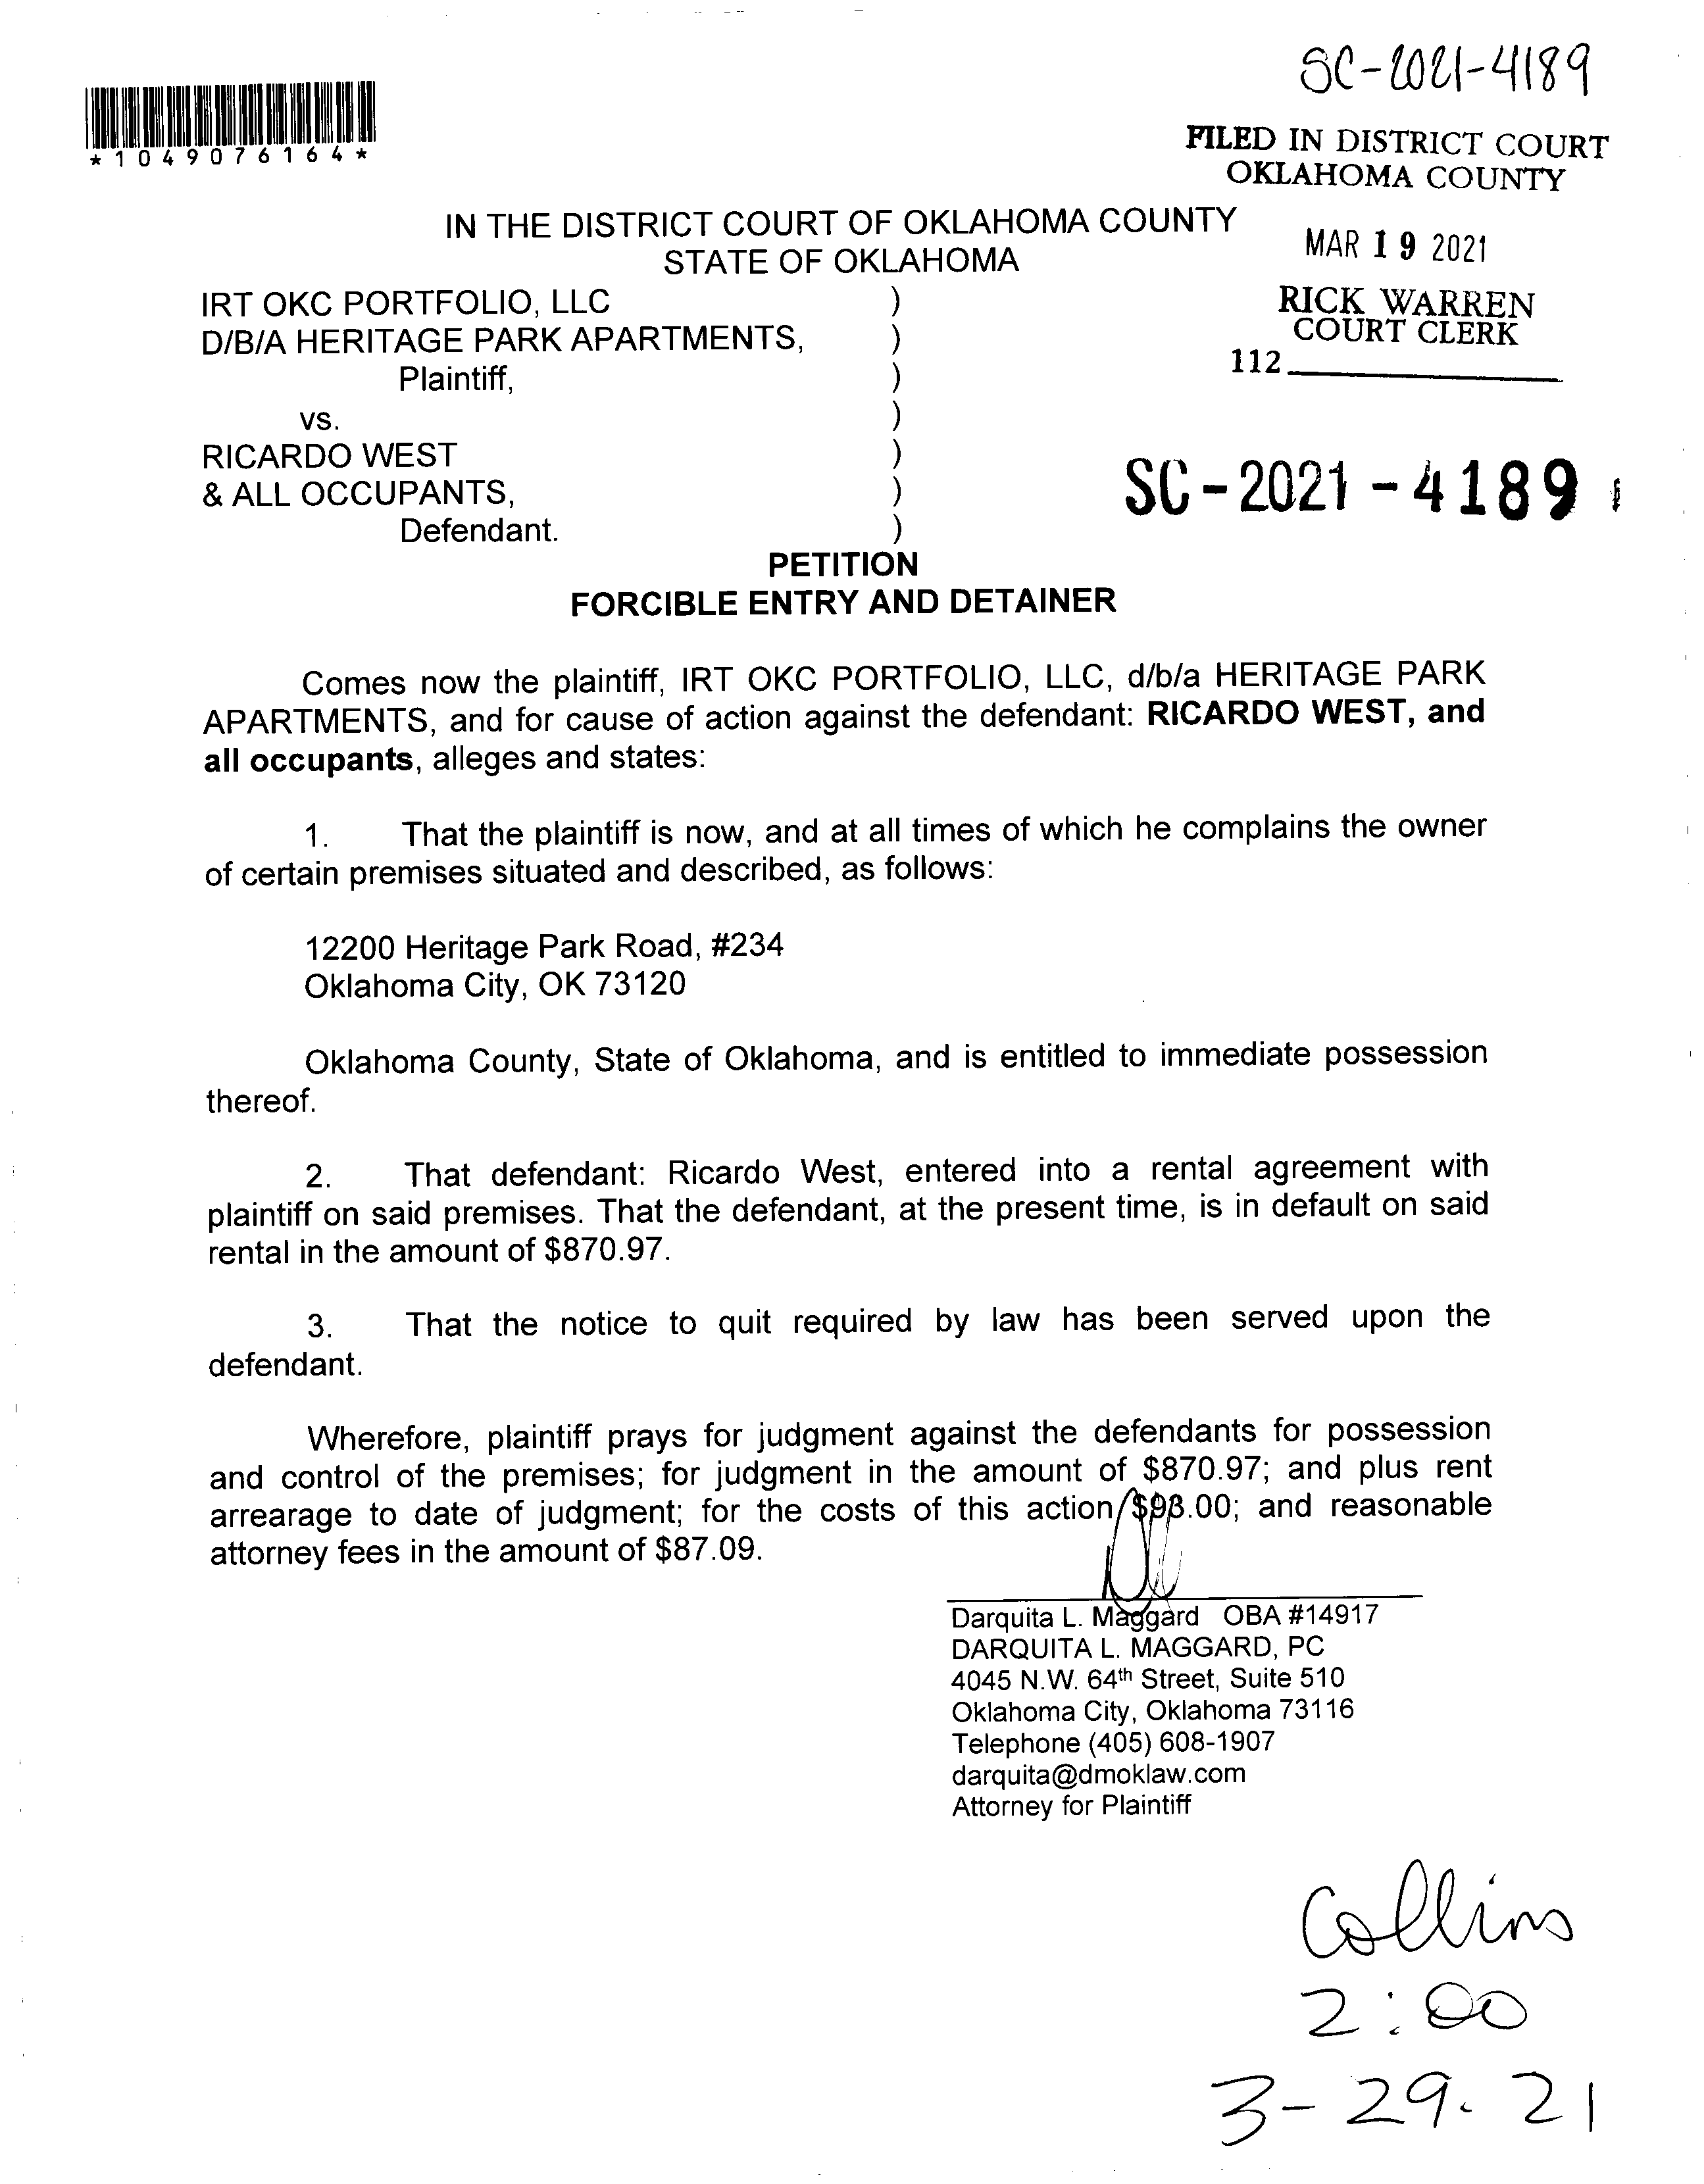 SC-2021-4189
*1049076164*
FILED IN DISTRICT COURT
OKLAHOMA COUNTY
IN THE DISTRICT COURT OF OKLAHOMA COUNTY
STATE OF OKLAHOMA
MAR 19 2021
IRT OKC PORTFOLIO, LLC )
D/B/A HERITAGE PARK APARTMENTS, )
Plaintiff, )
vs. )
RICARDO WEST )
& ALL OCCUPANTS, )
Defendant. )
RICK WARREN
COURT CLERK
112
SC-2021-4189
PETITION
FORCIBLE ENTRY AND DETAINER
Comes now the plaintiff, IRT OKC PORTFOLIO, LLC, d/b/a HERITAGE PARK
APARTMENTS, and for cause of action against the defendant: RICARDO WEST, and
all occupants, alleges and states:
1. That the plaintiff is now, and at all times of which he complains the owner
of certain premises situated and described, as follows:
12200 Heritage Park Road, #234
Oklahoma City, OK 73120
Oklahoma County, State of Oklahoma, and is entitled to immediate possession
thereof.
2. That defendant: Ricardo West, entered into a rental agreement with
plaintiff on said premises. That the defendant, at the present time, is in default on said
rental in the amount of $870.97.
3. That the notice to quit required by law has been served upon the
defendant.
Wherefore, plaintiff prays for judgment against the defendants for possession
and control of the premises; for judgment in the amount of $870.97; and plus rent
arrearage to date of judgment; for the costs of this action $93.00; and reasonable
attorney fees in the amount of $87.09.
Darquita L. Maggard OBA #14917
DARQUITA L. MAGGARD, PC
4045 N.W. 64th Street, Suite 510
Oklahoma City, Oklahoma 73116
Telephone (405) 608-1907
darquita@dmoklaw.com
Attorney for Plaintiff
Collins
2:00
3-29-21